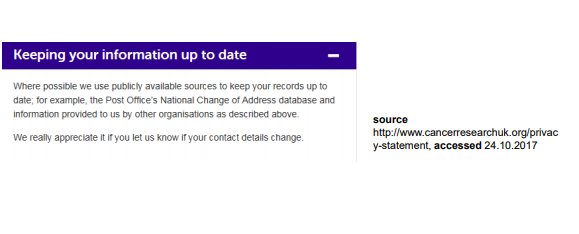 Keeping your information up to date
Where possible we use publicly available sources to keep your records up to
date; for example, the Post Office's National Change of Address database and
information provided to us by other organisations as described above.
We really appreciate it if you let us know if your contact details change.
source
http://www.cancerresearchuk.org/privac
y-statement, accessed 24.10.2017